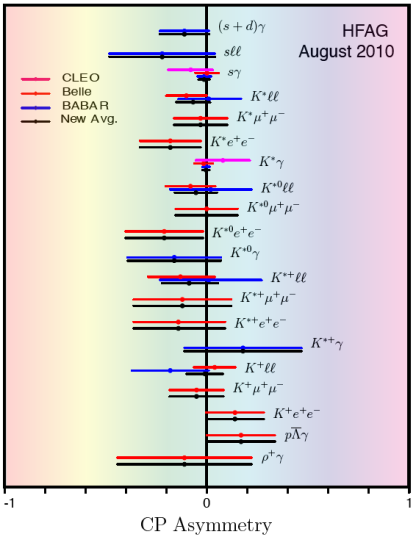 (s + d)γ
HFAG
August 2010
sℓℓ
sγ
CLEO
Belle
BABAR
New Avg.
K*ℓℓ
K*μ+μ−
K*e+e−
K*γ
K*0ℓℓ
K*0μ+μ−
K*0e+e−
K*0γ
K*+ℓℓ
K*+μ+μ−
K*+e+e−
K*+γ
K+ℓℓ
K+μ+μ−
K+e+e−
pΛ̅γ
ρ+γ
-1 0 1
CP Asymmetry